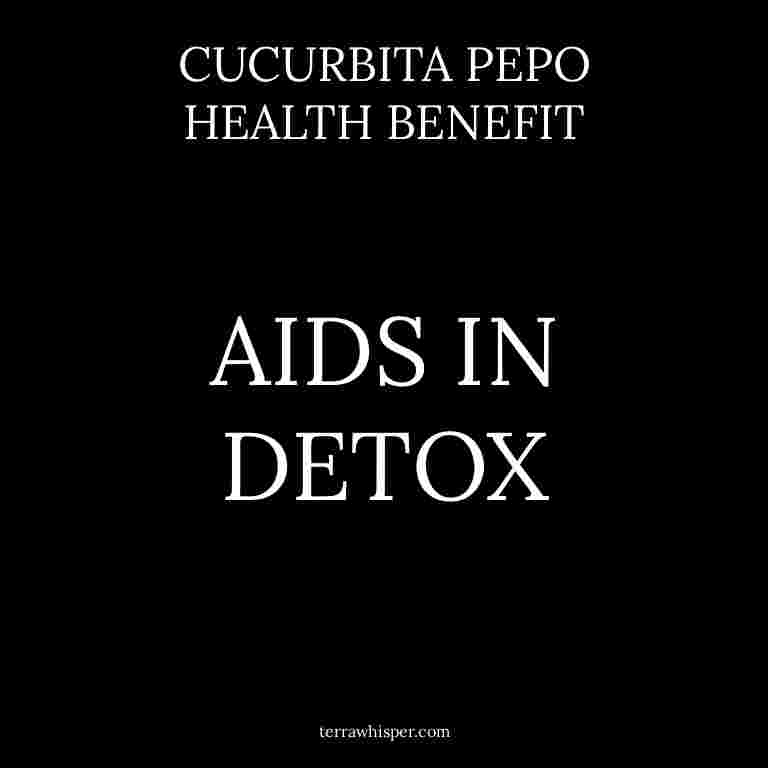 CUCURBITA PEPO
HEALTH BENEFIT
AIDS IN
DETOX
terrawhisper.com